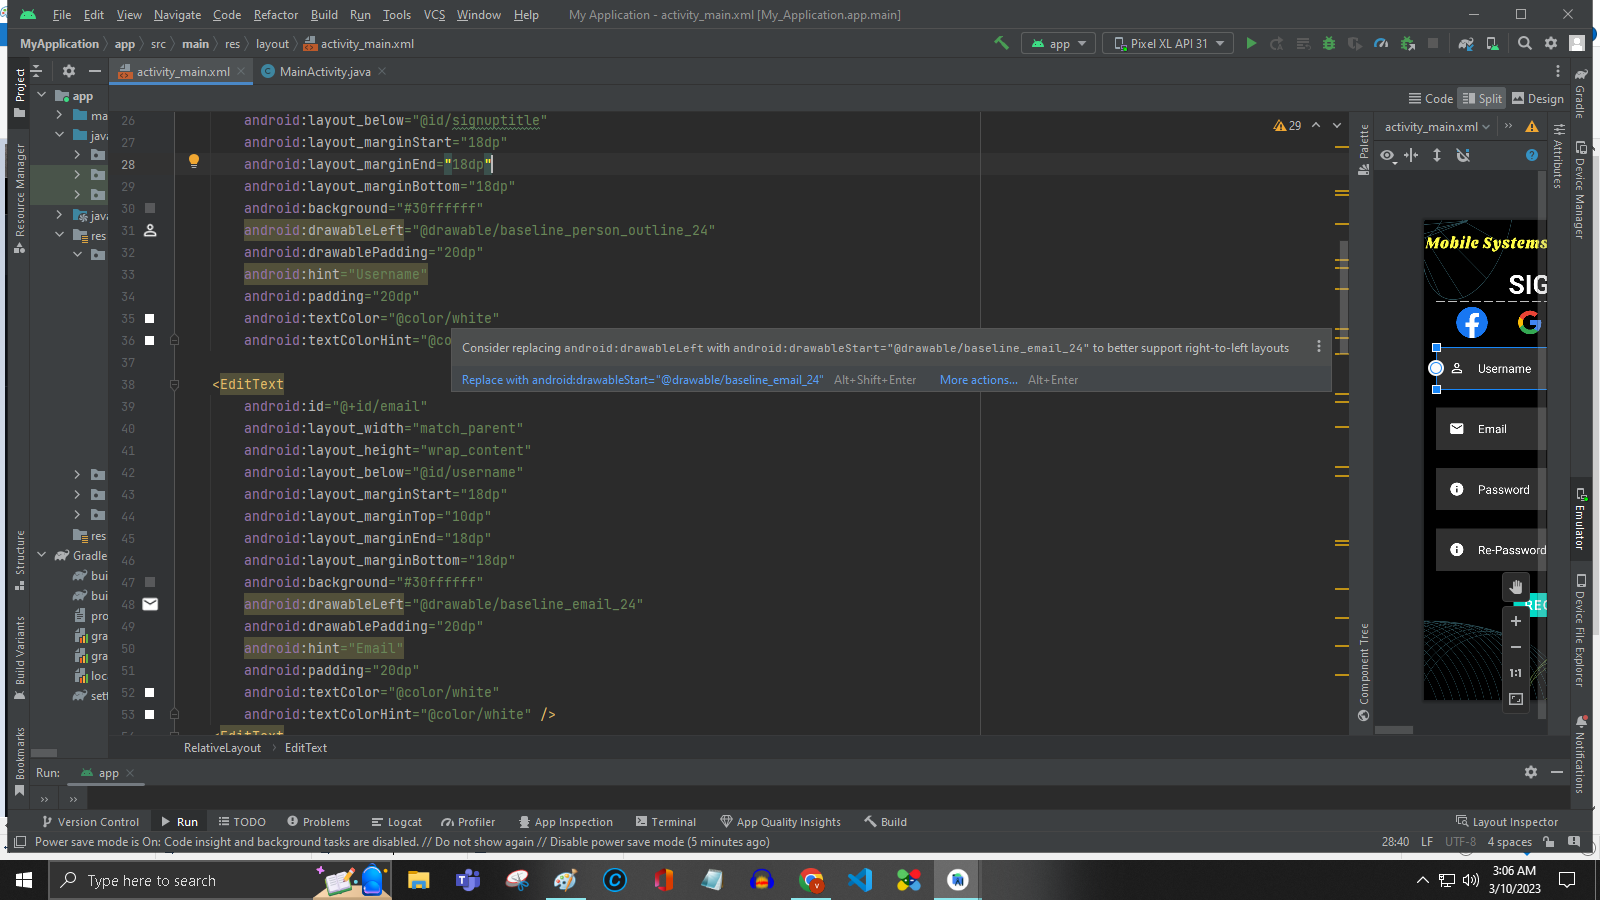 File Edit View Navigate Code Refactor Build Run Tools VCS Window Help My Application - activity_main.xml [My_Application.app.main]
MyApplication app src main res layout activity_main.xml app Pixel XL API 31
Project activity_main.xml MainActivity.java
Code Split Design
app
ma
java
java
res
res
Gradle
bui
bui
pro
gra
gra
loc
sett
Resource Manager
Structure
Build Variants
Bookmarks
26 android:layout_below="@id/signuptitle"
27 android:layout_marginStart="18dp"
28 android:layout_marginEnd="18dp"
29 android:layout_marginBottom="18dp"
30 android:background="#30ffffff"
31 android:drawableLeft="@drawable/baseline_person_outline_24"
32 android:drawablePadding="20dp"
33 android:hint="Username"
34 android:padding="20dp"
35 android:textColor="@color/white"
36 android:textColorHint="@co
37
38 <EditText
39 android:id="@+id/email"
40 android:layout_width="match_parent"
41 android:layout_height="wrap_content"
42 android:layout_below="@id/username"
43 android:layout_marginStart="18dp"
44 android:layout_marginTop="10dp"
45 android:layout_marginEnd="18dp"
46 android:layout_marginBottom="18dp"
47 android:background="#30ffffff"
48 android:drawableLeft="@drawable/baseline_email_24"
49 android:drawablePadding="20dp"
50 android:hint="Email"
51 android:padding="20dp"
52 android:textColor="@color/white"
53 android:textColorHint="@color/white" />
<EditText
29
Consider replacing android:drawableLeft with android:drawableStart="@drawable/baseline_email_24" to better support right-to-left layouts
Replace with android:drawableStart="@drawable/baseline_email_24" Alt+Shift+Enter More actions... Alt+Enter
Palette
Component Tree
activity_main.xml
Mobile Systems
SIG
Username
Email
Password
Re-Password
REG
1:1
Attributes
Gradle
Device Manager
Emulator
Device File Explorer
Notifications
RelativeLayout EditText
Run: app
Version Control Run TODO Problems Logcat Profiler App Inspection Terminal App Quality Insights Build Layout Inspector
Power save mode is On: Code insight and background tasks are disabled. // Do not show again // Disable power save mode (5 minutes ago) 28:40 LF UTF-8 4 spaces
Type here to search
3:06 AM
3/10/2023